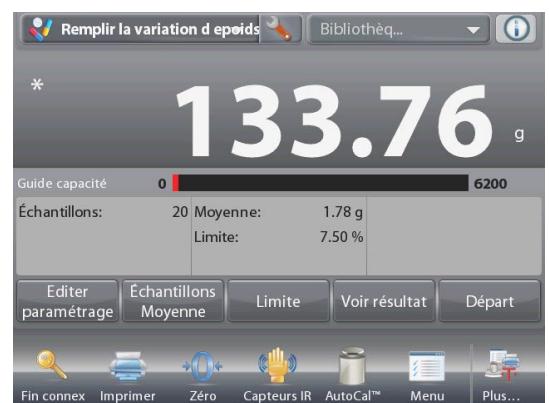 Remplir la variation d epoids
Bibliothèq...
*
133.76 g
Guide capacité 0 6200
Échantillons: 20 Moyenne: 1.78 g
Limite: 7.50 %
Editer paramétrage
Échantillons Moyenne
Limite
Voir résultat
Départ
Fin connex Imprimer Zéro Capteurs IR AutoCal™ Menu Plus...